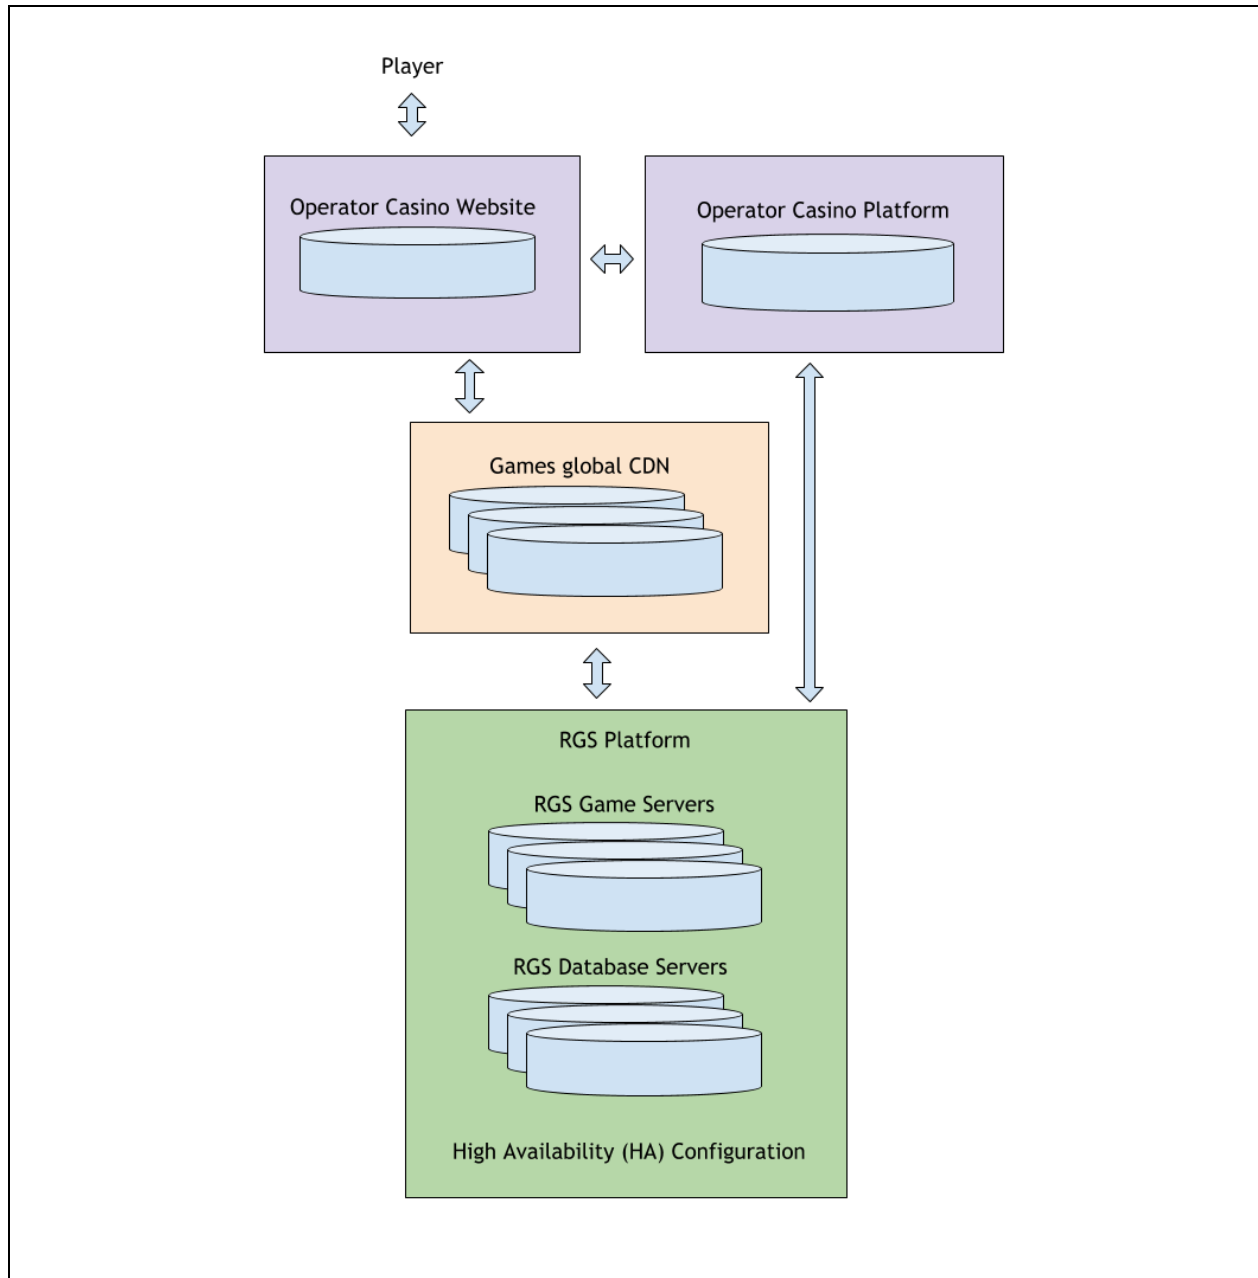 Player
Operator Casino Website
Operator Casino Platform
Games global CDN
RGS Platform
RGS Game Servers
RGS Database Servers
High Availability (HA) Configuration